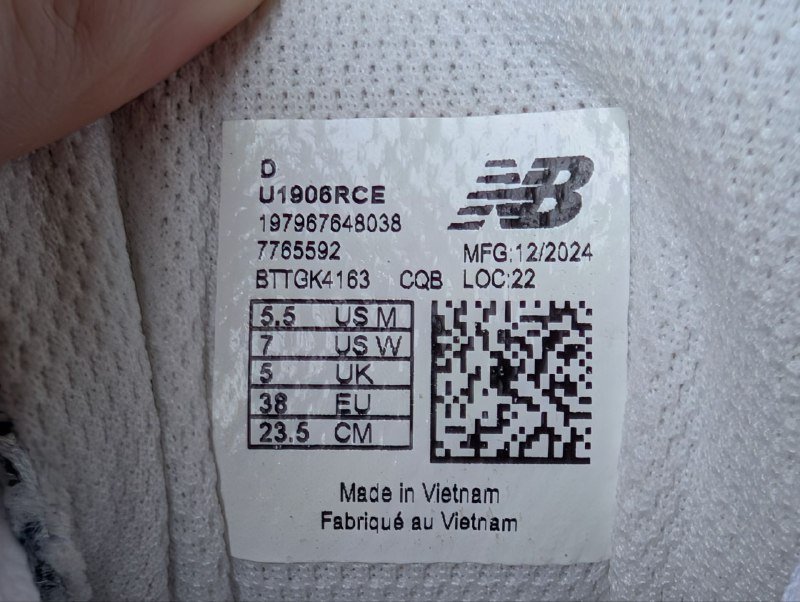 D
U1906RCE
197967648038
7765592
BTTGK4163 CQB
NB
MFG:12/2024
LOC:22
5.5 US M
7 US W
5 UK
38 EU
23.5 CM
Made in Vietnam
Fabriqué au Vietnam